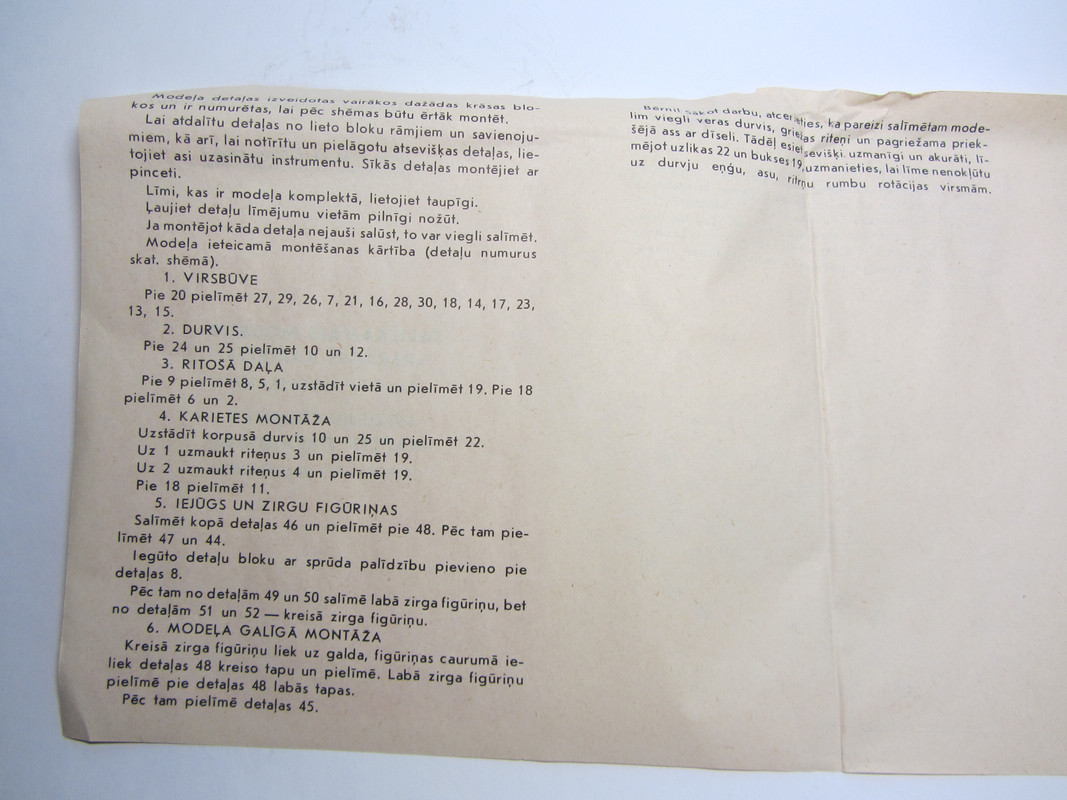 Modeļa detaļas izveidotas vairākos dažādas krāsas blo-
kos un ir numurētas, lai pēc shēmas būtu ērtāk montēt.
Lai atdalītu detaļas no lieto bloku rāmjiem un savienoju-
miem, kā arī, lai notīrītu un pielāgotu atsevišķas detaļas, lie-
tojiet asi uzasinātu instrumentu. Sīkās detaļas montējiet ar
pinceti.
Līmi, kas ir modeļa komplektā, lietojiet taupīgi.
Ļaujiet detaļu līmējumu vietām pilnīgi nožūt.
Ja montējot kāda detaļa nejauši salūst, to var viegli salīmēt.
Modeļa ieteicamā montēšanas kārtība (detaļu numurus
skat. shēmā).
1. VIRSBŪVE
Pie 20 pielīmēt 27, 29, 26, 7, 21, 16, 28, 30, 18, 14, 17, 23,
13, 15.
2. DURVIS.
Pie 24 un 25 pielīmēt 10 un 12.
3. RITOŠĀ DAĻA
Pie 9 pielīmēt 8, 5, 1, uzstādīt vietā un pielīmēt 19. Pie 18
pielīmēt 6 un 2.
4. KARIETES MONTĀŽA
Uzstādīt korpusā durvis 10 un 25 un pielīmēt 22.
Uz 1 uzmaukt riteņus 3 un pielīmēt 19.
Uz 2 uzmaukt riteņus 4 un pielīmēt 19.
Pie 18 pielīmēt 11.
5. IEJŪGS UN ZIRGU FIGŪRIŅAS
Salīmēt kopā detaļas 46 un pielīmēt pie 48. Pēc tam pie-
līmēt 47 un 44.
Iegūto detaļu bloku ar sprūda palīdzību pievieno pie
detaļas 8.
Pēc tam no detaļām 49 un 50 salīmē labā zirga figūriņu, bet
no detaļām 51 un 52 — kreisā zirga figūriņu.
6. MODEĻA GALĪGĀ MONTĀŽA
Kreisā zirga figūriņu liek uz galda, figūriņas caurumā ie-
liek detaļas 48 kreiso tapu un pielīmē. Labā zirga figūriņu
pielīmē pie detaļas 48 labās tapas.
Pēc tam pielīmē detaļas 45.
Bērni! Sākot darbu, atcerieties, ka pareizi salīmētam mode-
lim viegli veras durvis, griežas riteņi un pagriežama priek-
šējā ass ar dīseli. Tādēļ esiet sevišķi uzmanīgi un akurāti, lī-
mējot uzlikas 22 un bukses 19, uzmanieties, lai līme nenokļūtu
uz durvju eņģu, asu, riteņu rumbu rotācijas virsmām.